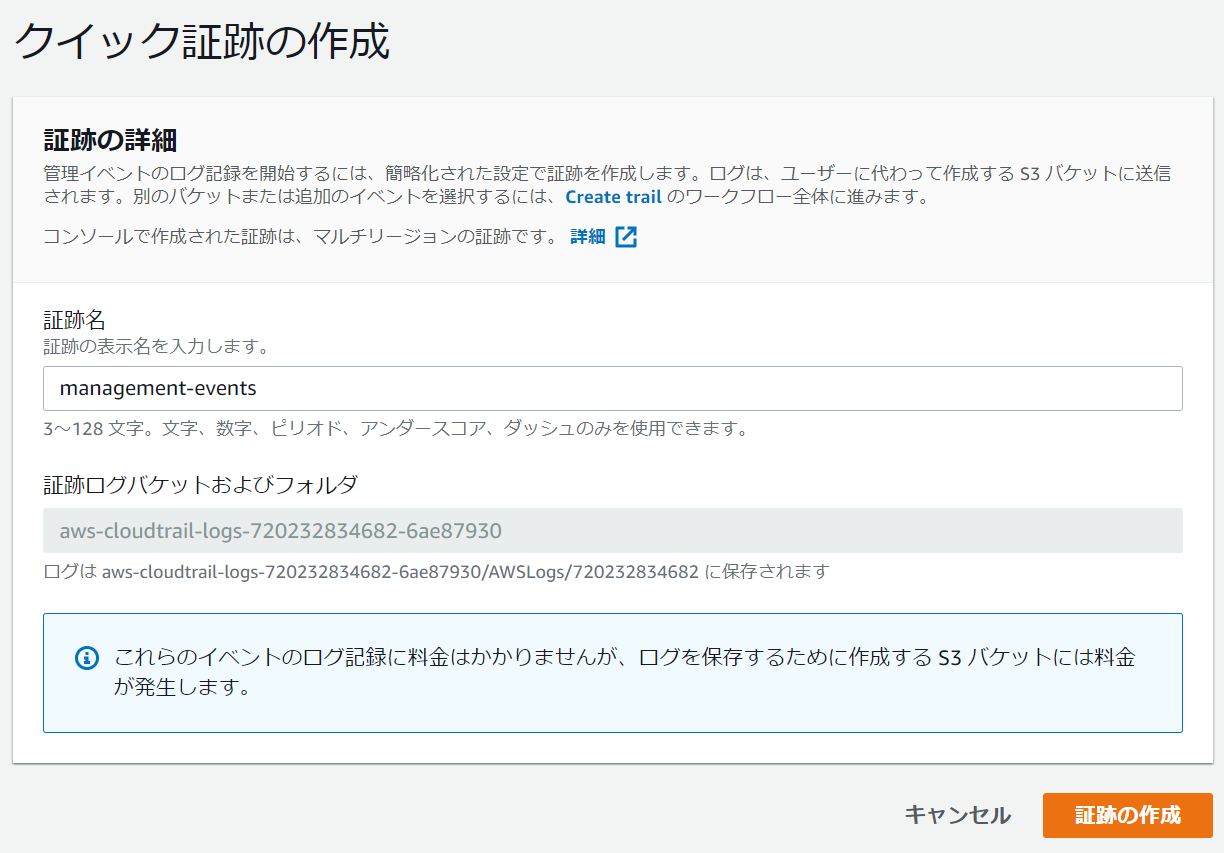 クイック証跡の作成
証跡の詳細
管理イベントのログ記録を開始するには、簡略化された設定で証跡を作成します。ログは、ユーザーに代わって作成する S3 バケットに送信
されます。別のバケットまたは追加のイベントを選択するには、Create trail のワークフロー全体に進みます。
コンソールで作成された証跡は、マルチリージョンの証跡です。 詳細
証跡名
証跡の表示名を入力します。
management-events
3～128 文字。文字、数字、ピリオド、アンダースコア、ダッシュのみを使用できます。
証跡ログバケットおよびフォルダ
aws-cloudtrail-logs-720232834682-6ae87930
ログは aws-cloudtrail-logs-720232834682-6ae87930/AWSLogs/720232834682 に保存されます
これらのイベントのログ記録に料金はかかりませんが、ログを保存するために作成する S3 バケットには料金
が発生します。
キャンセル 証跡の作成